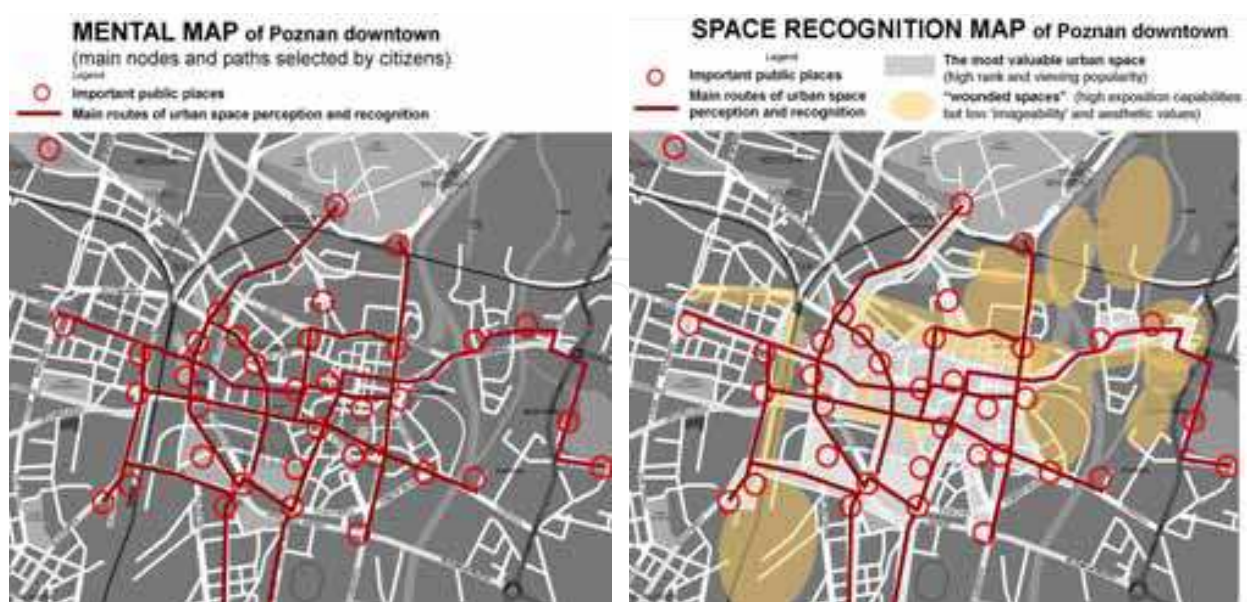 MENTAL MAP of Poznan downtown
(main nodes and paths selected by citizens)
Legend
Important public places
Main routes of urban space perception and recognition
SPACE RECOGNITION MAP of Poznan downtown
Legend
Important public places
Main routes of urban space
perception and recognition
The most valuable urban space
(high rank and viewing popularity)
"wounded spaces" (high exposition capabilities
but low 'imageability' and aesthetic values)